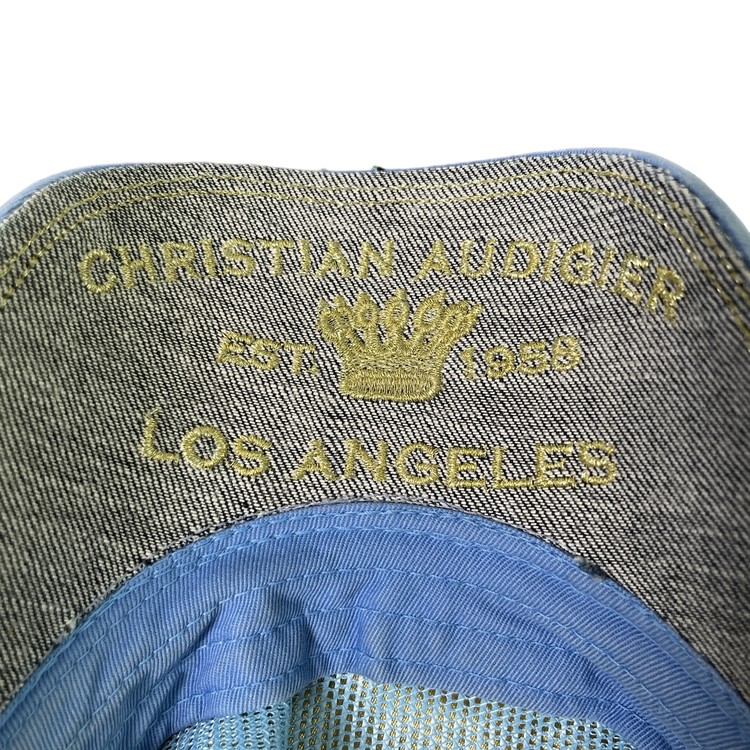 CHRISTIAN AUDIGIER
EST. 1958
LOS ANGELES